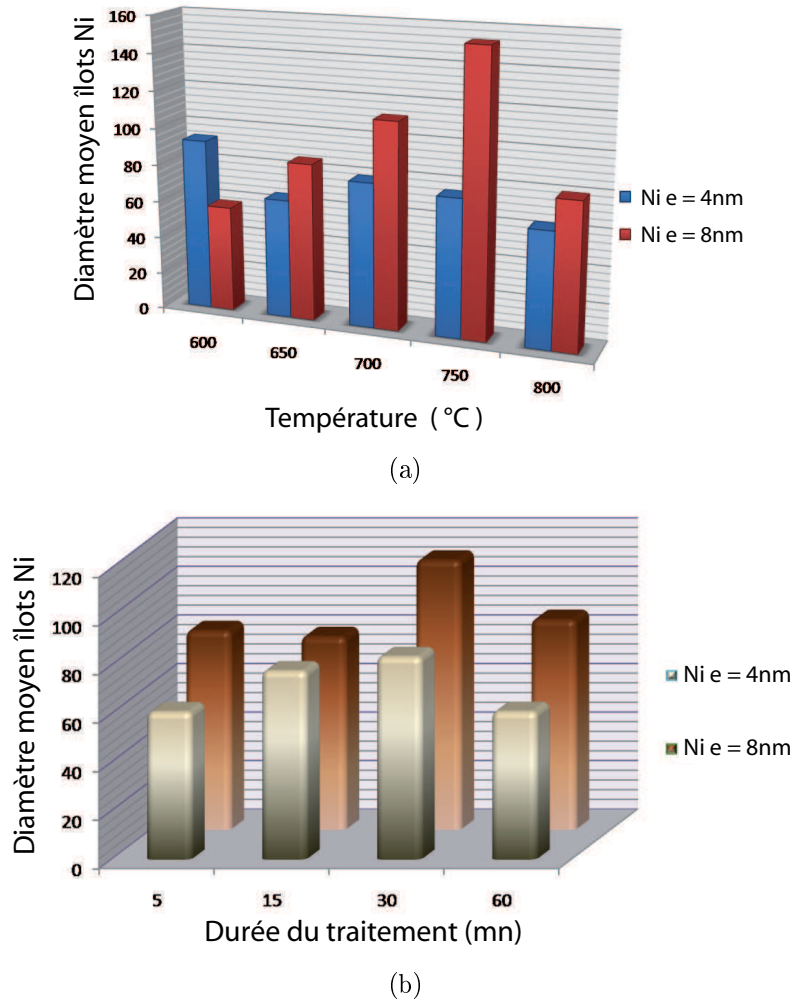 160
140
120
100
80
60
40
20
0
Diamètre moyen îlots Ni
600
650
700
750
800
Température ( °C )
Ni e = 4nm
Ni e = 8nm
(a)
120
100
80
60
40
20
0
Diamètre moyen îlots Ni
5
15
30
60
Durée du traitement (mn)
Ni e = 4nm
Ni e = 8nm
(b)